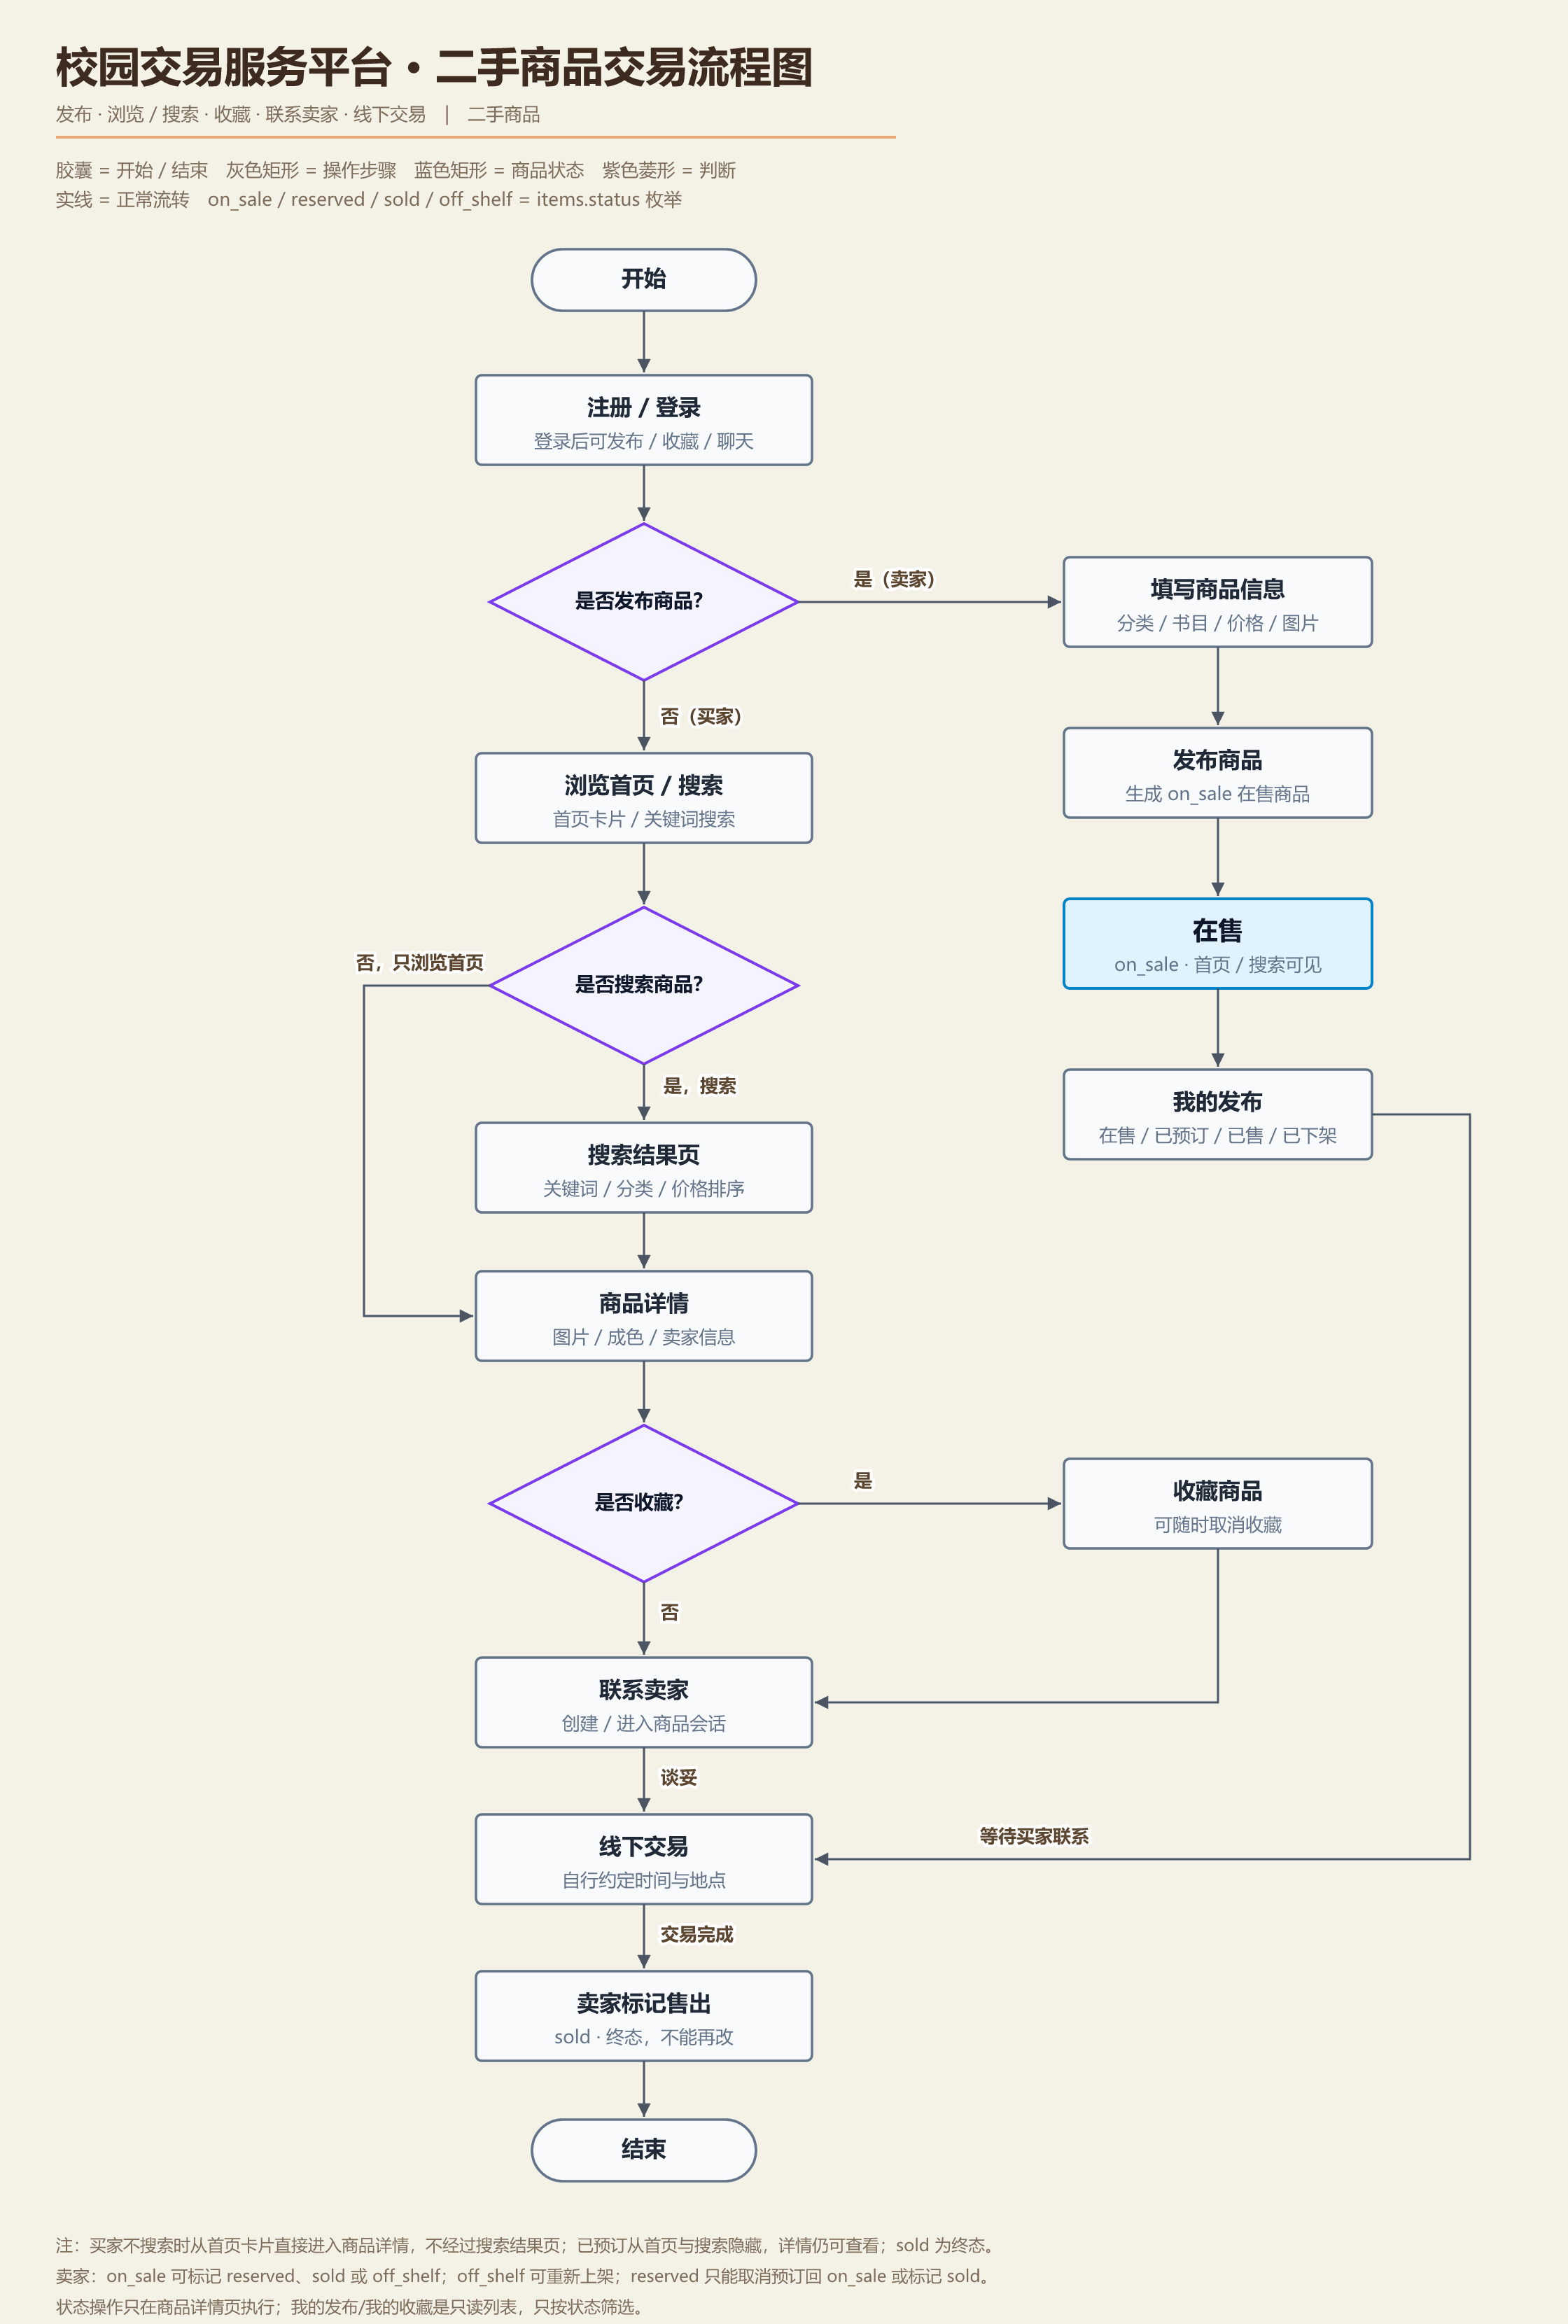 校园交易服务平台 · 二手商品交易流程图
发布 · 浏览 / 搜索 · 收藏 · 联系卖家 · 线下交易 | 二手商品
胶囊 = 开始 / 结束 灰色矩形 = 操作步骤 蓝色矩形 = 商品状态 紫色菱形 = 判断
实线 = 正常流转 on_sale / reserved / sold / off_shelf = items.status 枚举
开始
注册 / 登录
登录后可发布 / 收藏 / 聊天
是否发布商品?
是（卖家）
填写商品信息
分类 / 书目 / 价格 / 图片
否（买家）
发布商品
生成 on_sale 在售商品
浏览首页 / 搜索
首页卡片 / 关键词搜索
在售
on_sale · 首页 / 搜索可见
否，只浏览首页
是否搜索商品?
是，搜索
我的发布
在售 / 已预订 / 已售 / 已下架
搜索结果页
关键词 / 分类 / 价格排序
商品详情
图片 / 成色 / 卖家信息
是否收藏?
是
收藏商品
可随时取消收藏
否
联系卖家
创建 / 进入商品会话
谈妥
等待买家联系
线下交易
自行约定时间与地点
交易完成
卖家标记售出
sold · 终态，不能再改
结束
注：买家不搜索时从首页卡片直接进入商品详情，不经过搜索结果页；已预订从首页与搜索隐藏，详情仍可查看；sold 为终态。
卖家：on_sale 可标记 reserved、sold 或 off_shelf；off_shelf 可重新上架；reserved 只能取消预订回 on_sale 或标记 sold。
状态操作只在商品详情页执行；我的发布/我的收藏是只读列表，只按状态筛选。